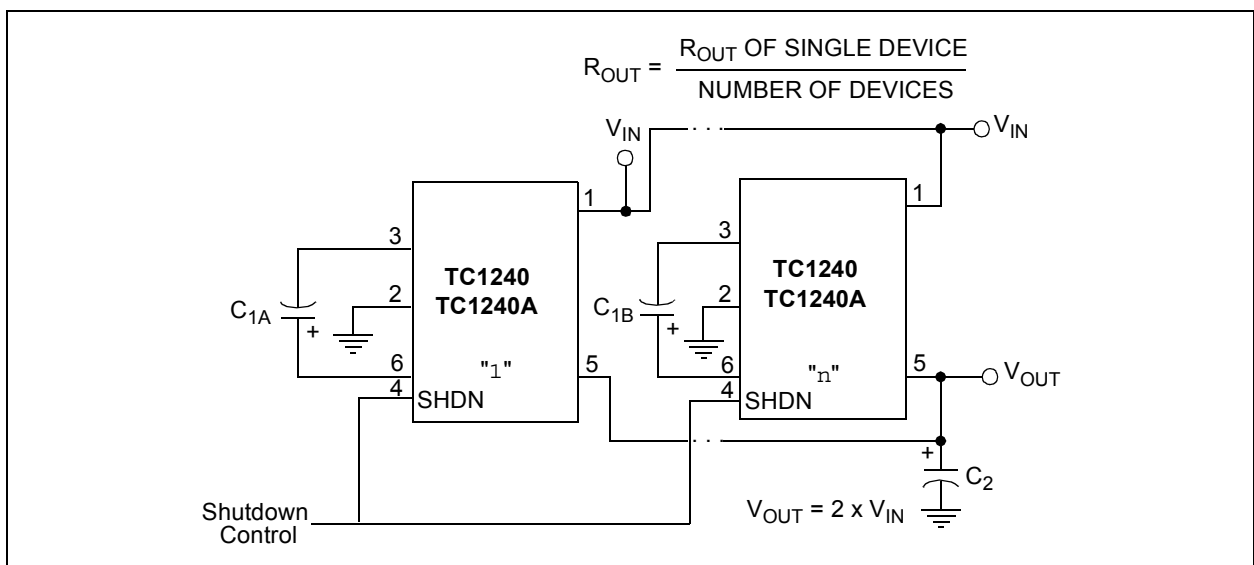 R_OUT = R_OUT OF SINGLE DEVICE
NUMBER OF DEVICES
V_IN
V_IN
1
3
TC1240
TC1240A
2
C_1A
+
6
4
SHDN
"1"
5
1
3
TC1240
TC1240A
2
C_1B
+
6
4
SHDN
"n"
5
V_OUT
+
C_2
V_OUT = 2 x V_IN
Shutdown
Control